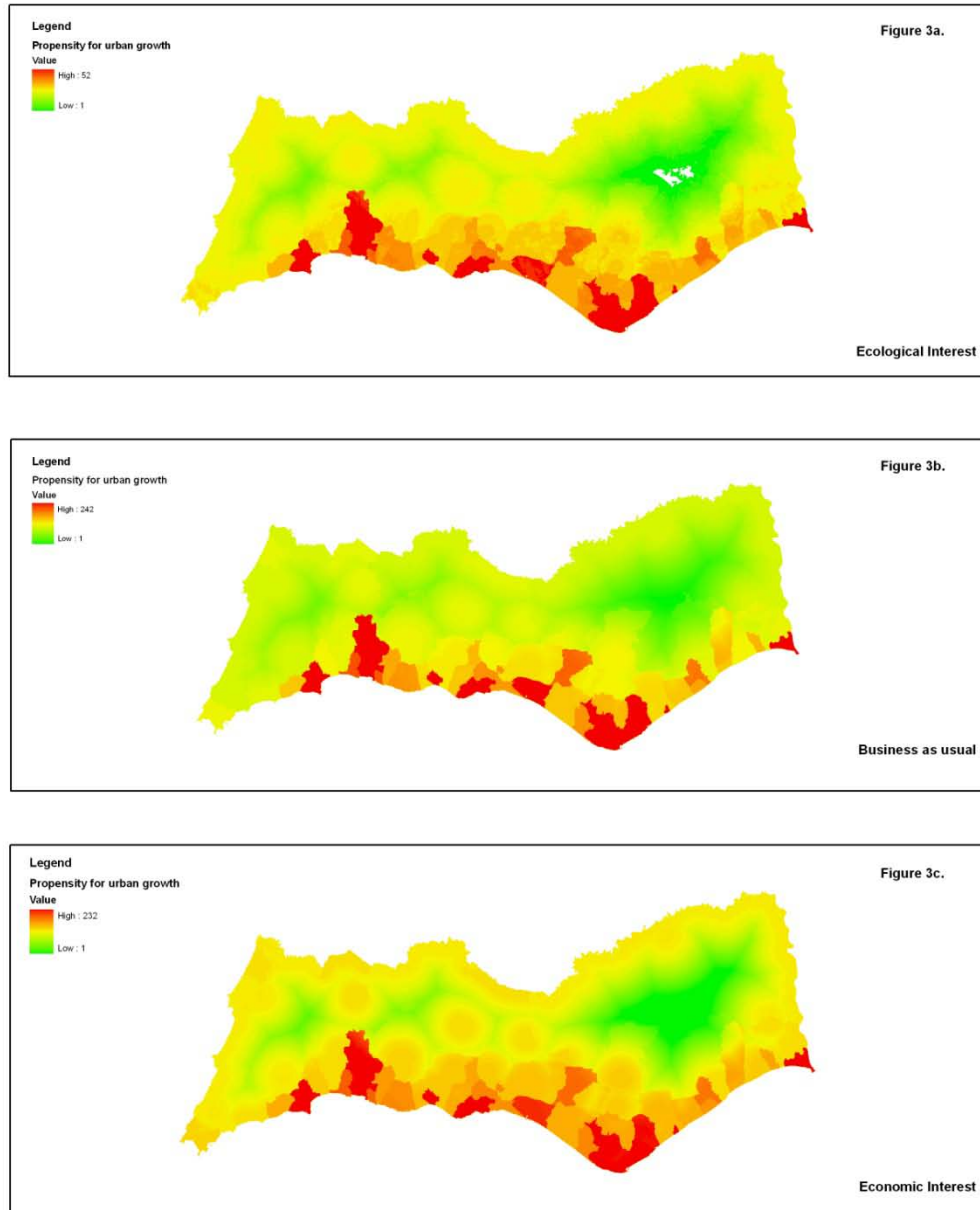 Legend
Figure 3a.
Propensity for urban growth
Value
High : 52
Low : 1
Ecological Interest
Legend
Figure 3b.
Propensity for urban growth
Value
High : 242
Low : 1
Business as usual
Legend
Figure 3c.
Propensity for urban growth
Value
High : 232
Low : 1
Economic Interest